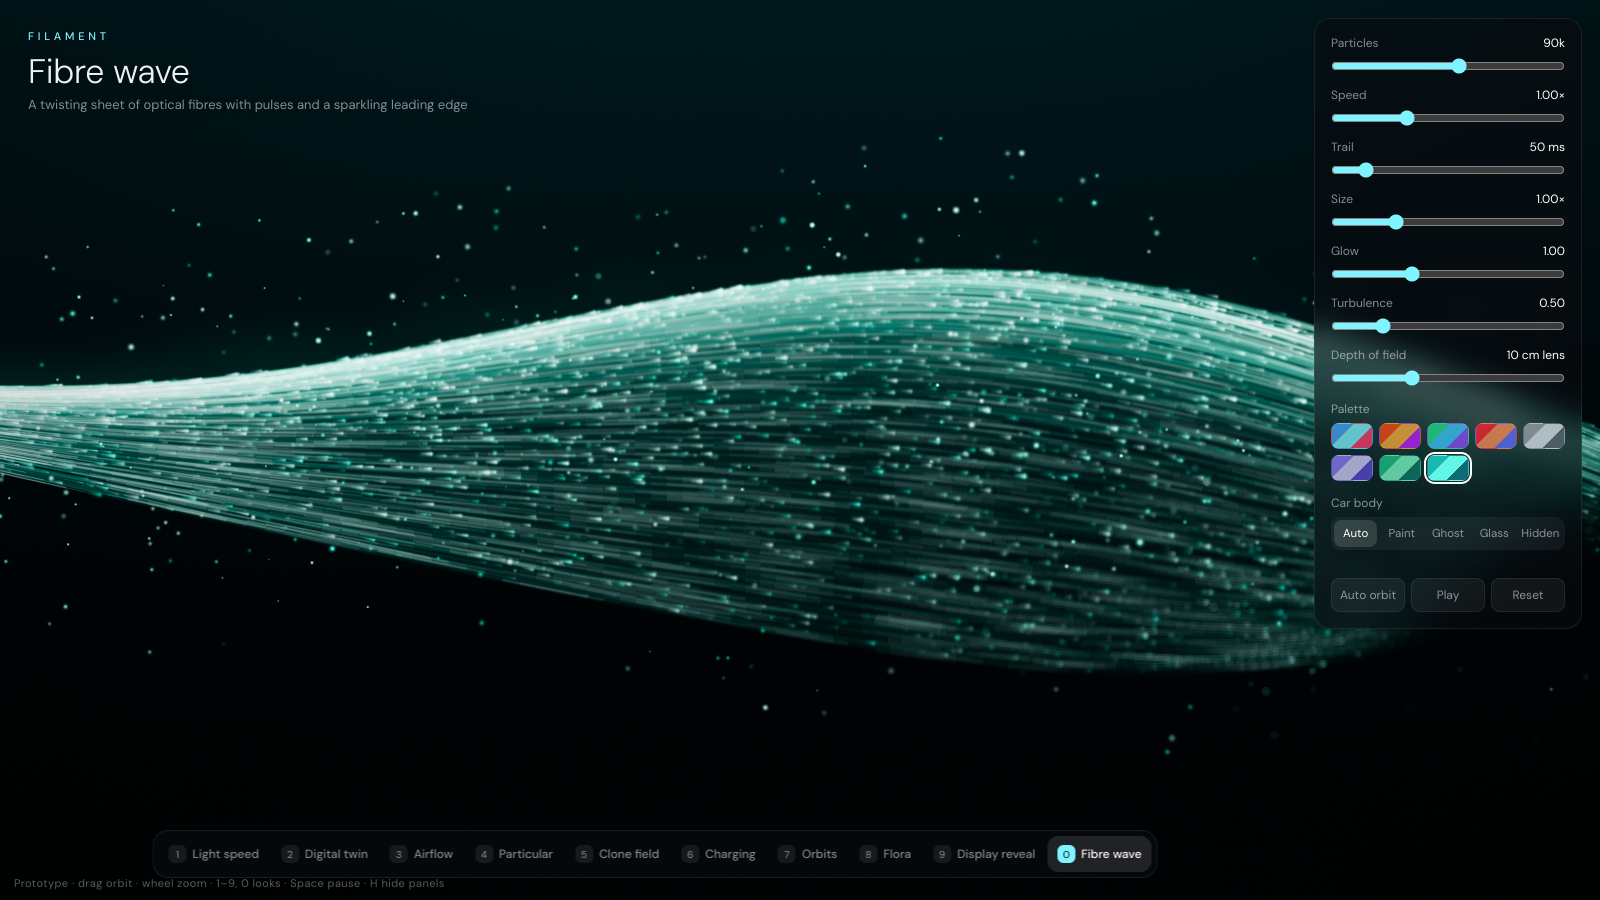 FILAMENT
Fibre wave
A twisting sheet of optical fibres with pulses and a sparkling leading edge
Particles 90k
Speed 1.00×
Trail 50 ms
Size 1.00×
Glow 1.00
Turbulence 0.50
Depth of field 10 cm lens
Palette
Car body
Auto Paint Ghost Glass Hidden
Auto orbit Play Reset
1 Light speed 2 Digital twin 3 Airflow 4 Particular 5 Clone field 6 Charging 7 Orbits 8 Flora 9 Display reveal 0 Fibre wave
Prototype · drag orbit · wheel zoom · 1–9, 0 looks · Space pause · H hide panels